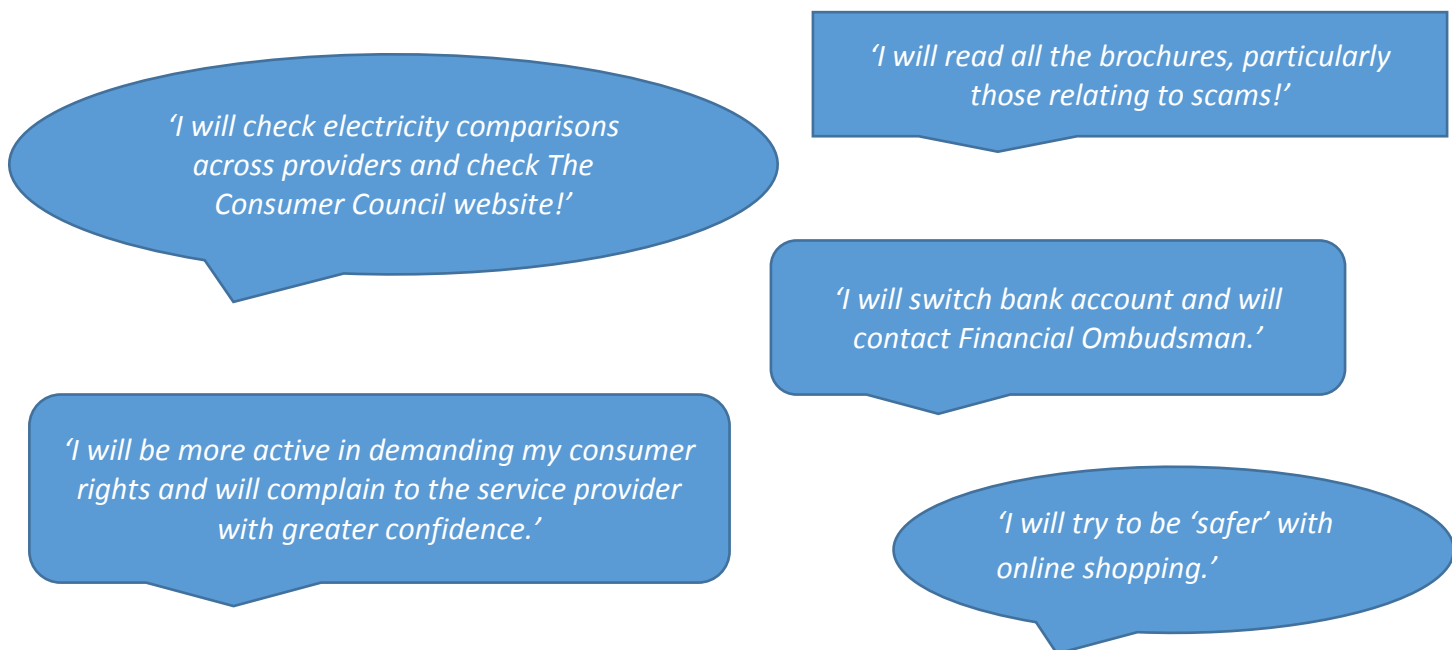 ‘I will check electricity comparisons
across providers and check The
Consumer Council website!’
‘I will read all the brochures, particularly
those relating to scams!’
‘I will switch bank account and will
contact Financial Ombudsman.’
‘I will be more active in demanding my consumer
rights and will complain to the service provider
with greater confidence.’
‘I will try to be ‘safer’ with
online shopping.’